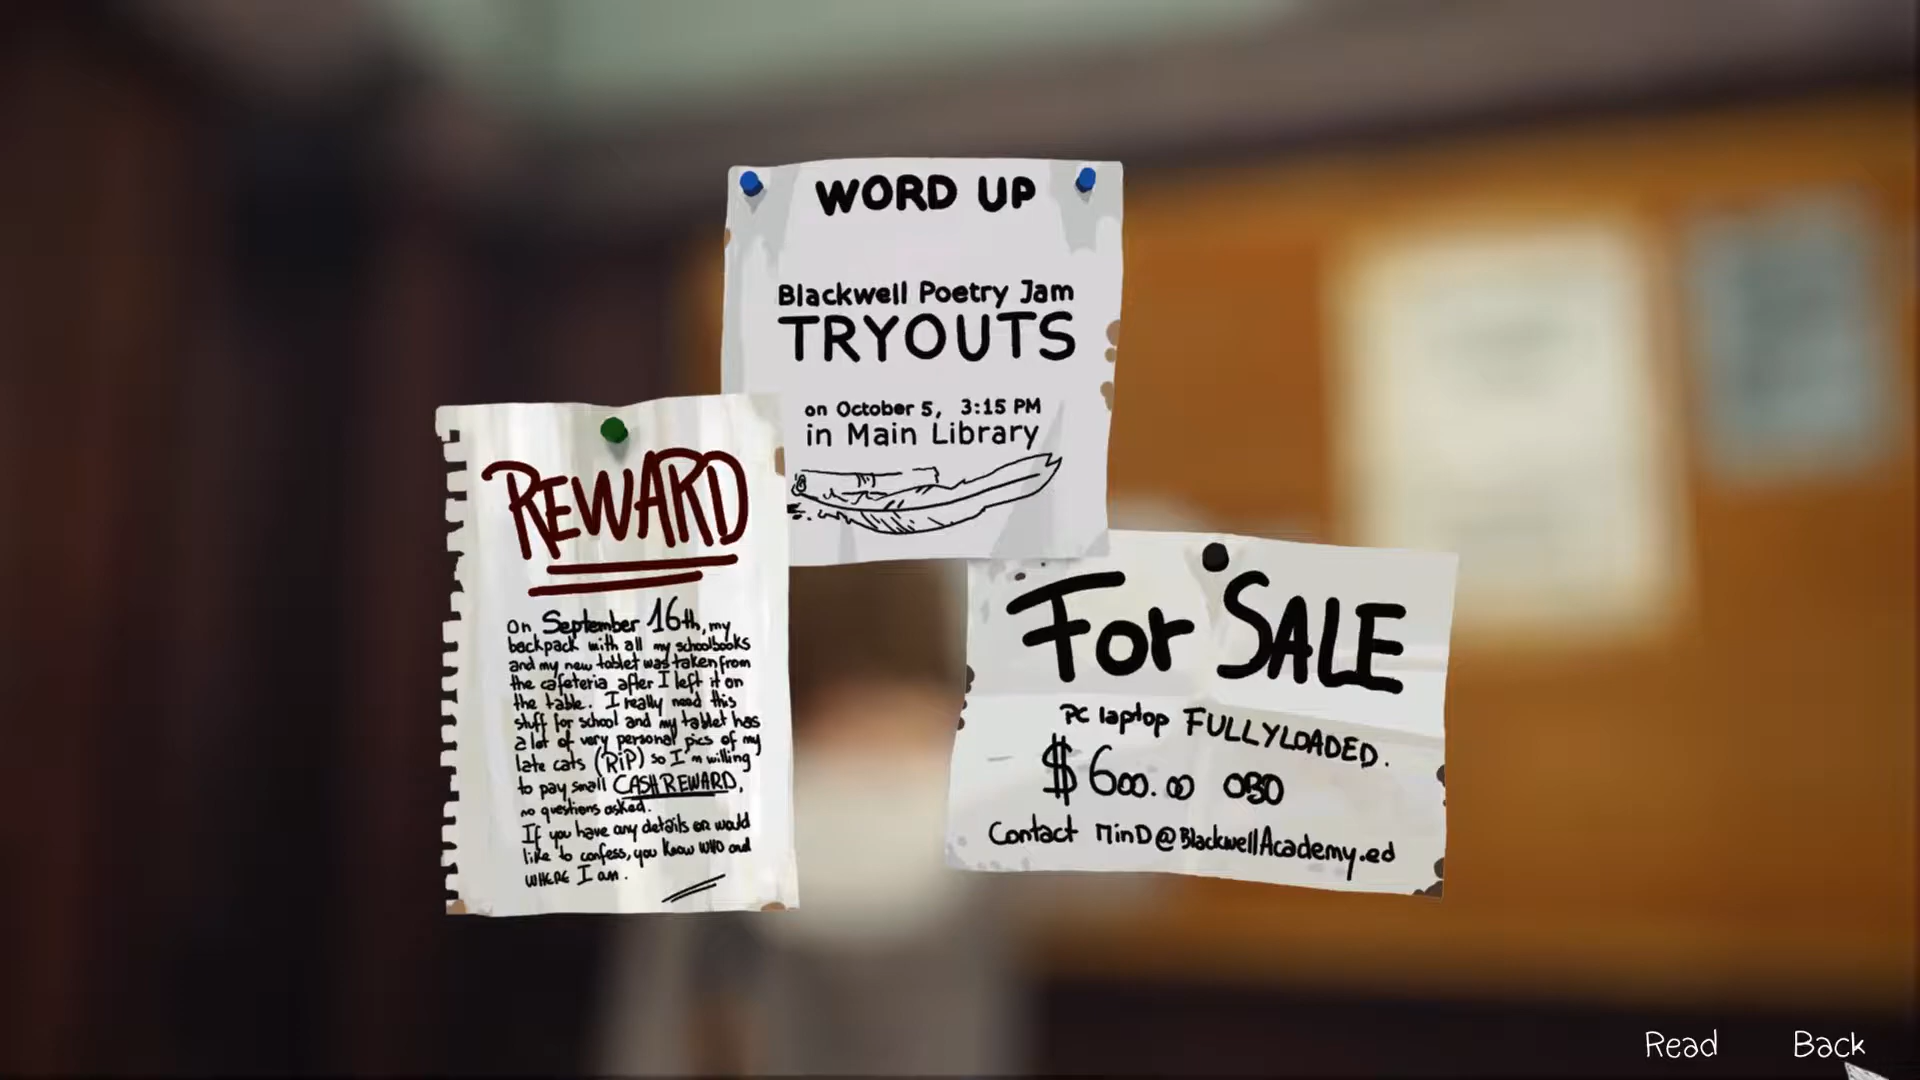 WORD UP
Blackwell Poetry Jam
TRYOUTS
on October 5, 3:15 PM
in Main Library
REWARD
On September 16th, my
backpack with all my schoolbooks
and my new tablet was taken from
the cafeteria after I left it on
the table. I really need this
stuff for school and my tablet has
a lot of very personal pics of my
late cats (RiP) so I'm willing
to pay small CASH REWARD,
no questions asked.
If you have any details or would
like to confess, you know WHO and
WHERE I am.
For SALE
PC laptop FULLY LOADED.
$600.00 OBO
Contact MinD@BlackwellAcademy.ed
Read Back